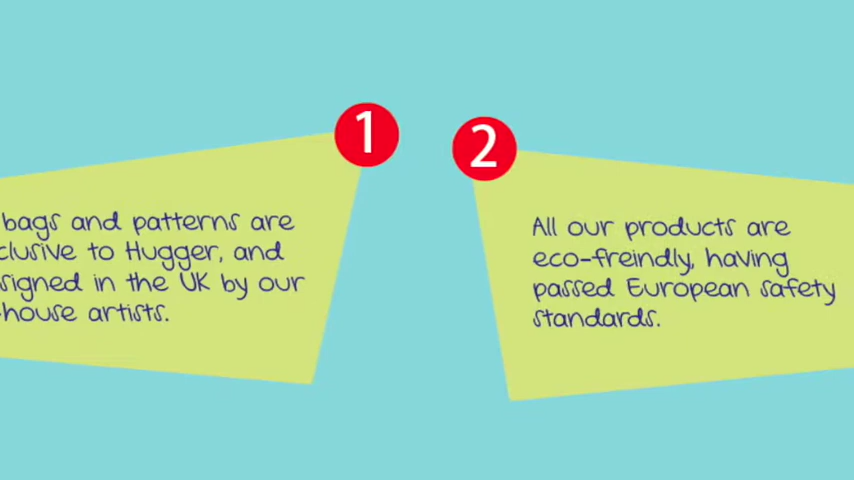 1
bags and patterns are
clusive to Hugger, and
signed in the UK by our
-house artists.
2
All our products are
eco-freindly, having
passed European safety
standards.